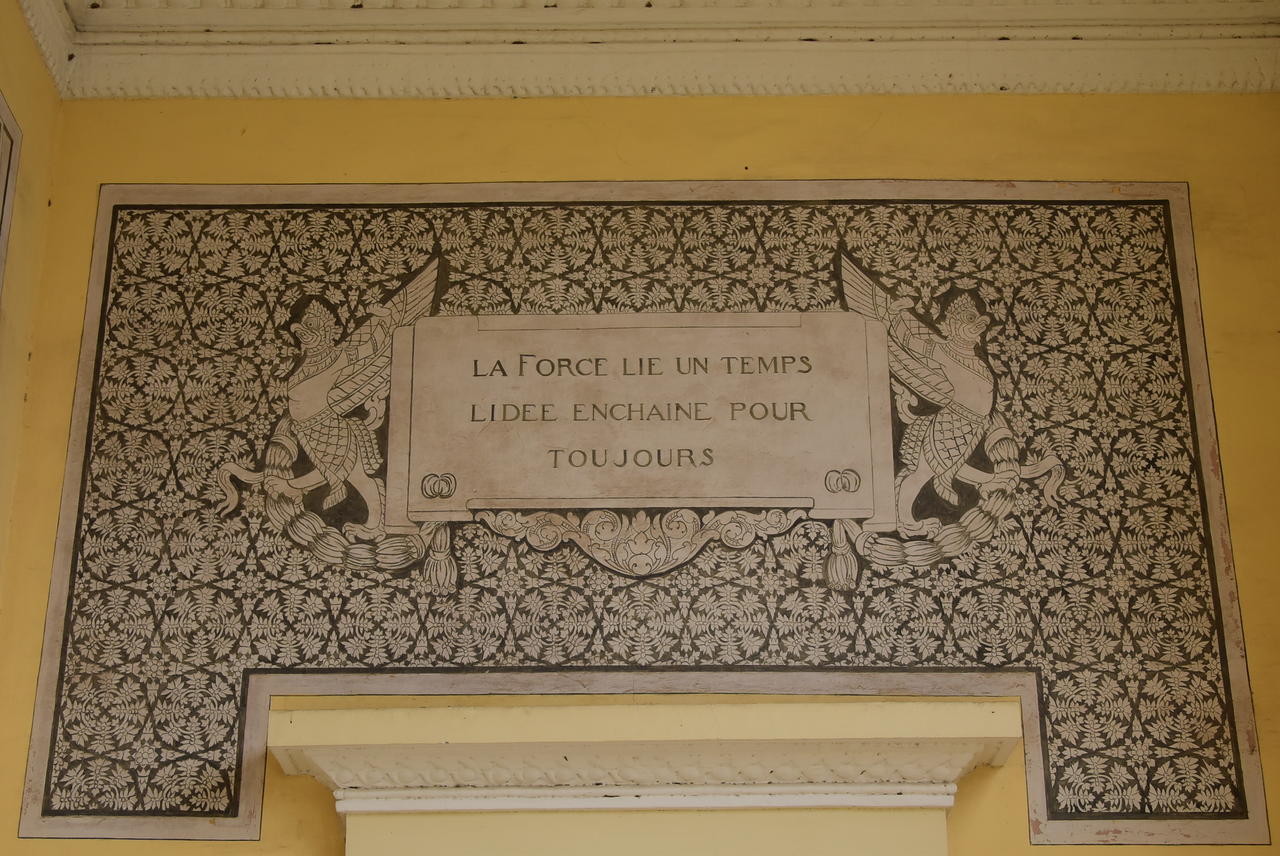 LA FORCE LIE UN TEMPS
LIDEE ENCHAINE POUR
TOUJOURS